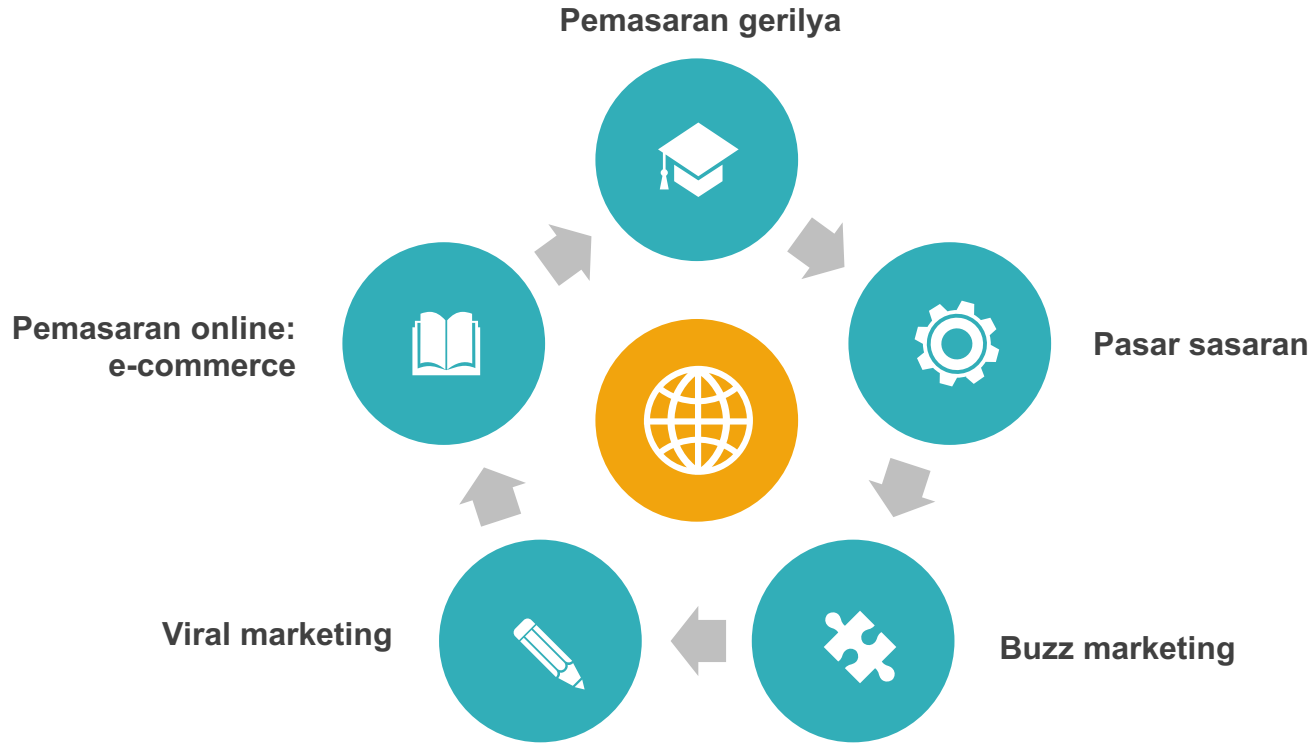 Pemasaran gerilya
Pasar sasaran
Buzz marketing
Viral marketing
Pemasaran online:
e-commerce